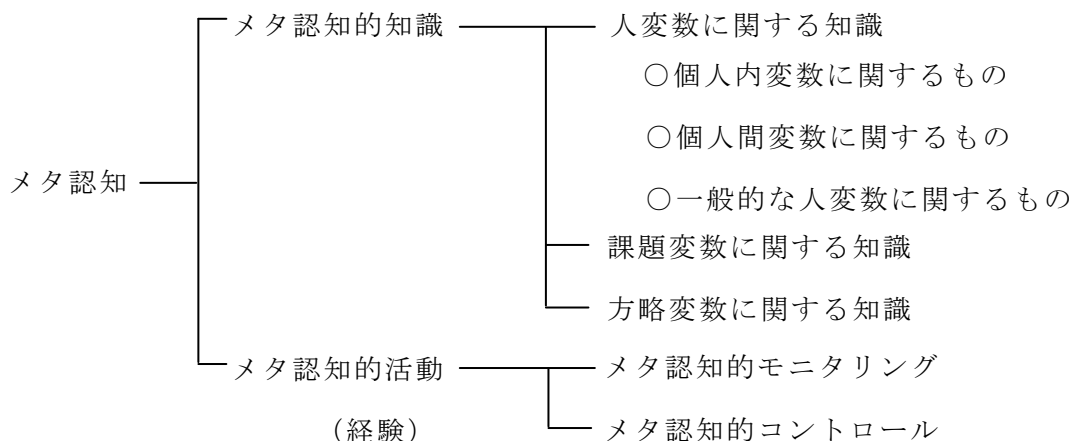 メタ認知的知識
人変数に関する知識
○個人内変数に関するもの
○個人間変数に関するもの
メタ認知
○一般的な人変数に関するもの
課題変数に関する知識
方略変数に関する知識
メタ認知的活動
メタ認知的モニタリング
(経験)
メタ認知的コントロール